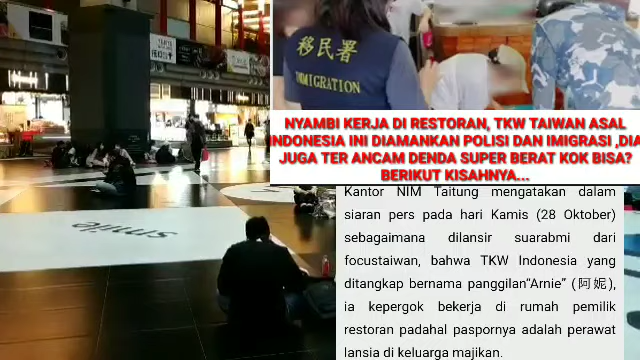 移民署
IMMIGRATION
NYAMBI KERJA DI RESTORAN, TKW TAIWAN ASAL
INDONESIA INI DIAMANKAN POLISI DAN IMIGRASI ,DIA
JUGA TER ANCAM DENDA SUPER BERAT KOK BISA?
BERIKUT KISAHNYA...
Kantor NIM Taitung mengatakan dalam
siaran pers pada hari Kamis (28 Oktober)
sebagaimana dilansir suarabmi dari
focustaiwan, bahwa TKW Indonesia yang
ditangkap bernama panggilan“Arnie” (阿妮),
ia kepergok bekerja di rumah pemilik
restoran padahal paspornya adalah perawat
lansia di keluarga majikan.
smile